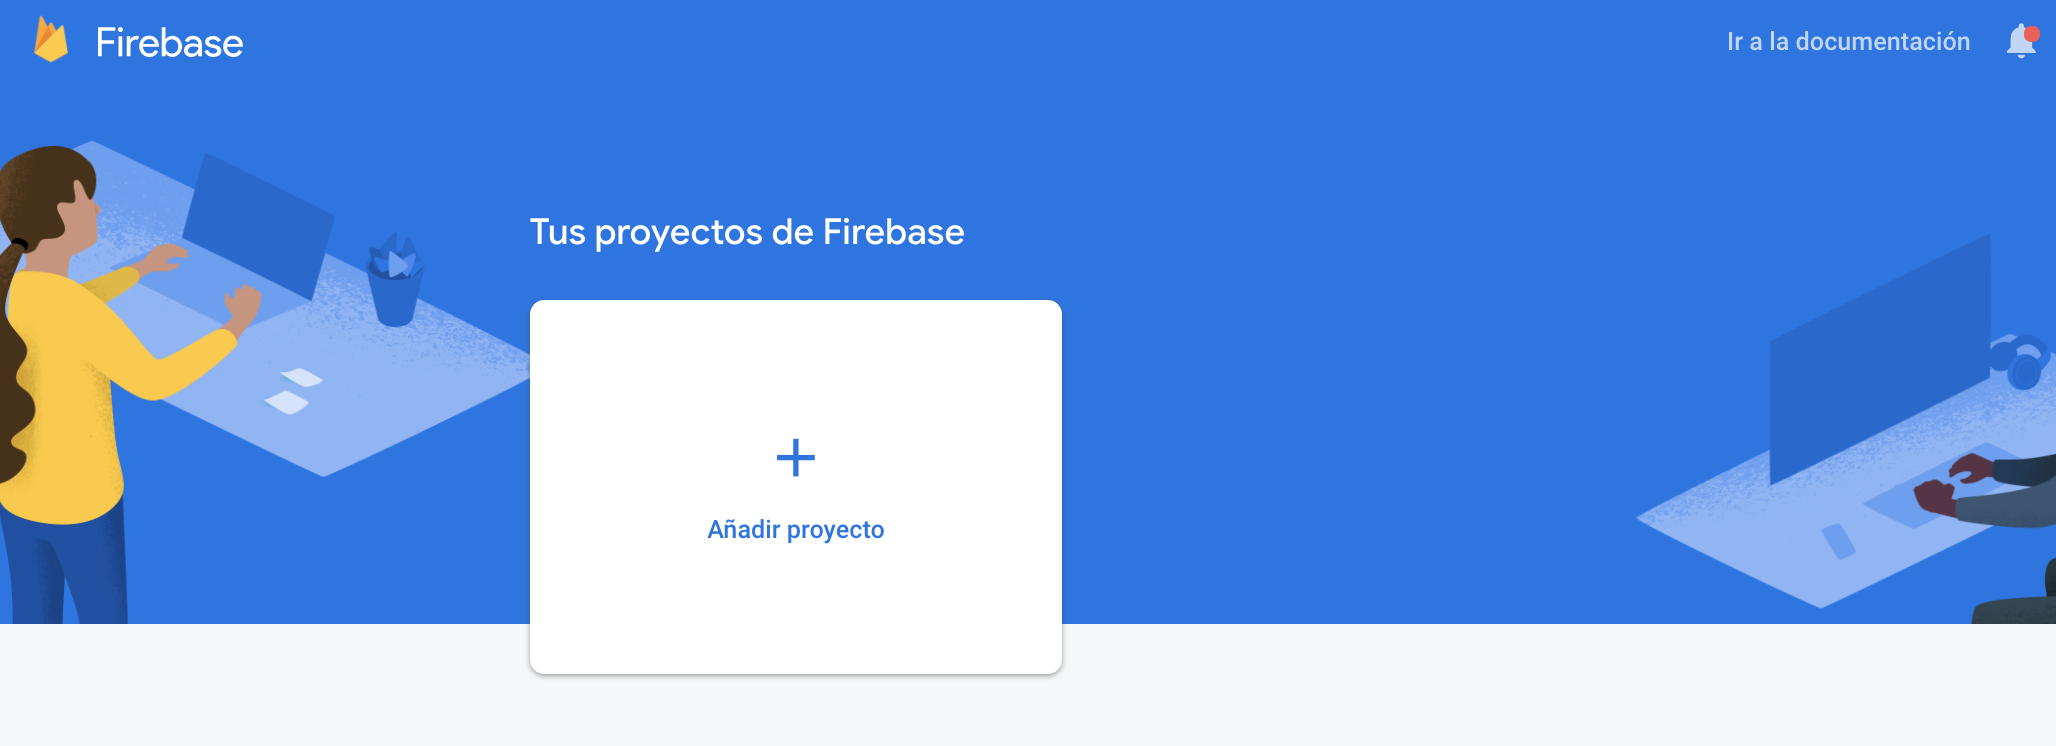 Firebase
Ir a la documentación
Tus proyectos de Firebase
Añadir proyecto